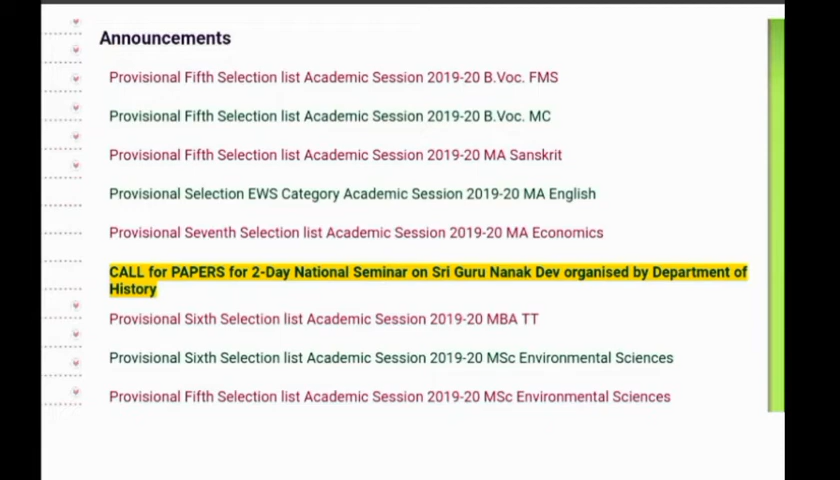 Announcements
Provisional Fifth Selection list Academic Session 2019-20 B.Voc. FMS
Provisional Fifth Selection list Academic Session 2019-20 B.Voc. MC
Provisional Fifth Selection list Academic Session 2019-20 MA Sanskrit
Provisional Selection EWS Category Academic Session 2019-20 MA English
Provisional Seventh Selection list Academic Session 2019-20 MA Economics
CALL for PAPERS for 2-Day National Seminar on Sri Guru Nanak Dev organised by Department of
History
Provisional Sixth Selection list Academic Session 2019-20 MBA TT
Provisional Sixth Selection list Academic Session 2019-20 MSc Environmental Sciences
Provisional Fifth Selection list Academic Session 2019-20 MSc Environmental Sciences